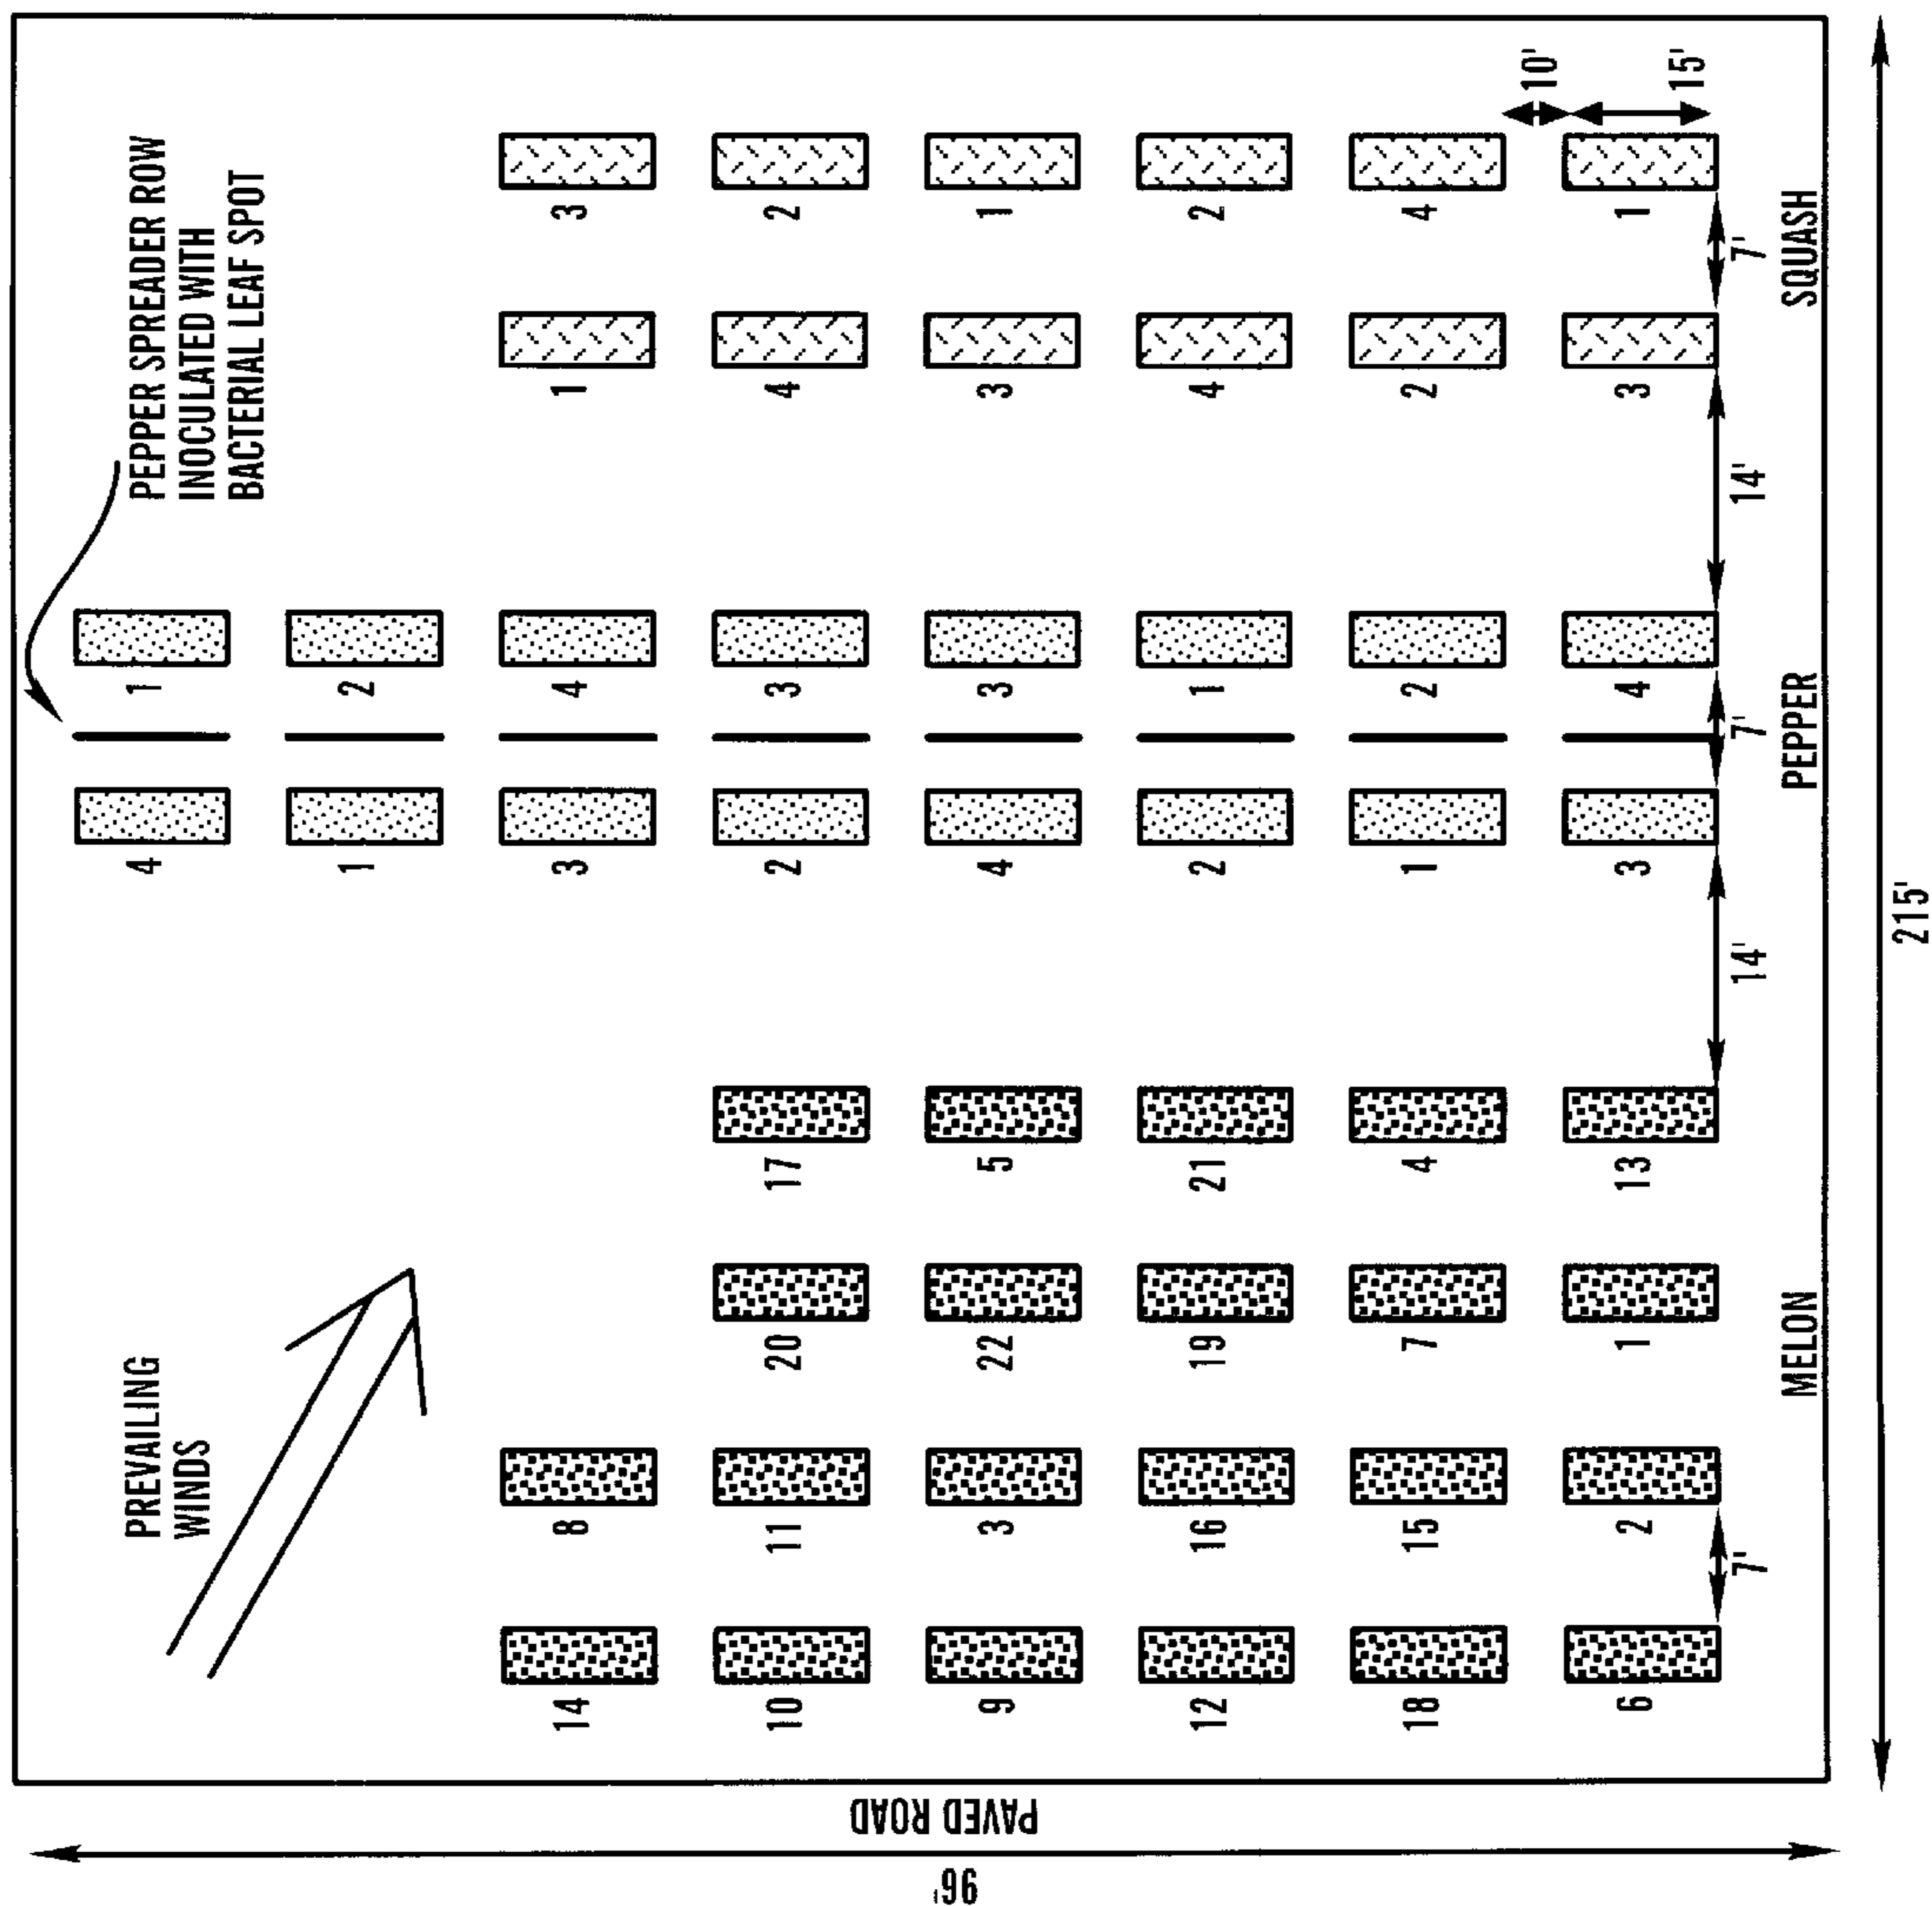 PREVAILING
WINDS
PEPPER SPREADER ROW
INOCULATED WITH
BACTERIAL LEAF SPOT
4 1
1 2
14 8 3 4 1 3
10 11 20 17 2 3 4 2
9 3 22 5 4 3 3 1
12 16 19 21 2 1 4 2
18 15 7 4 1 2 2 4
10'
6 2 1 13 3 4 3 1
15'
7' 14' 7' 14' 7'
MELON PEPPER SQUASH
215'
PAVED ROAD
96'